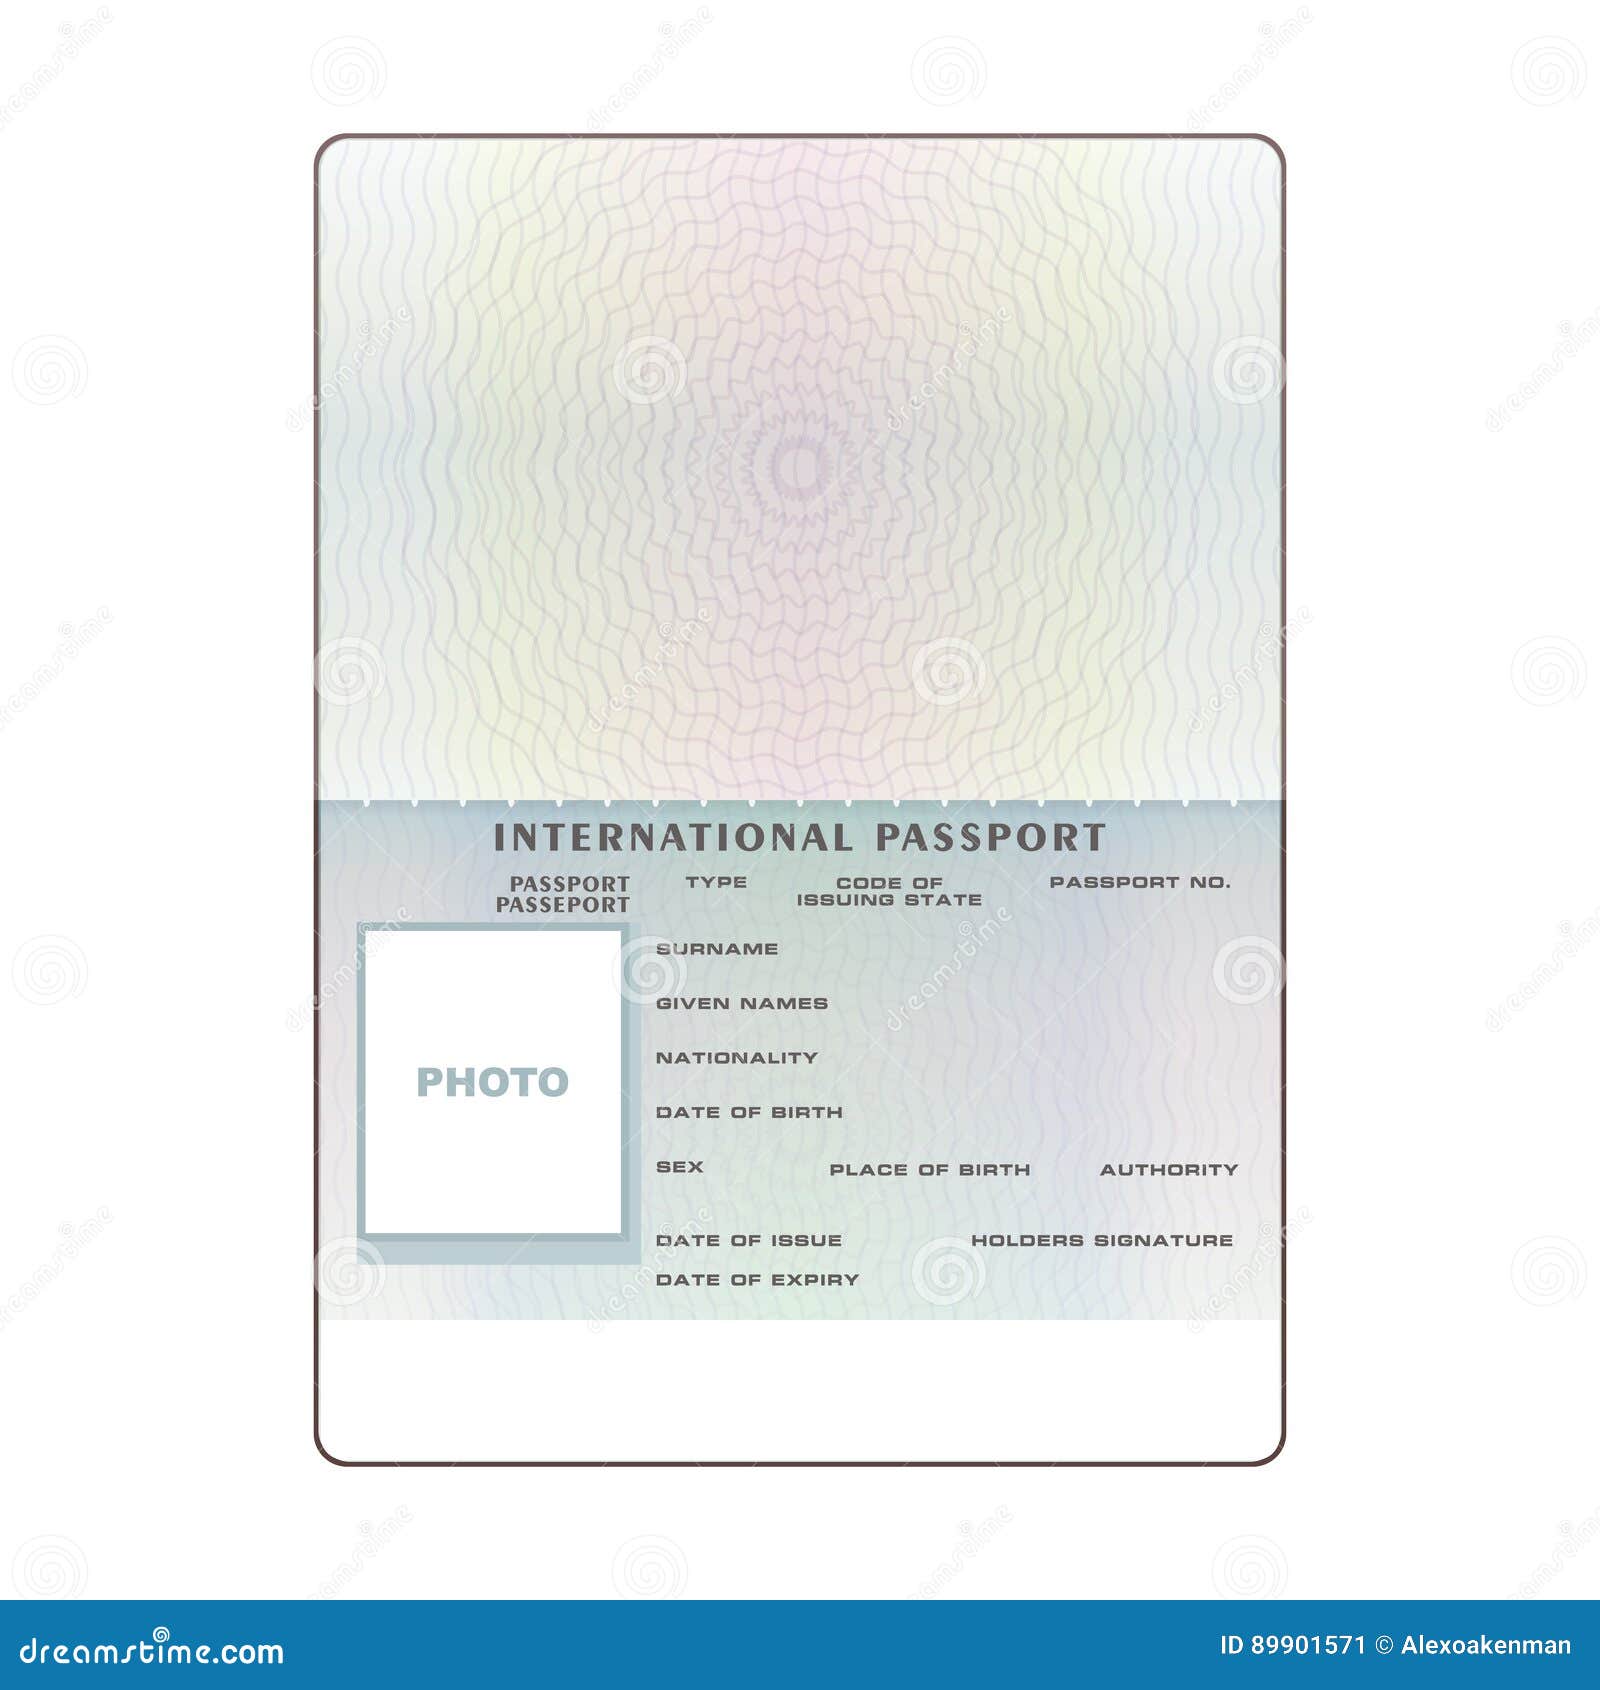 INTERNATIONAL PASSPORT
PASSPORT
PASSEPORT
TYPE
CODE OF
ISSUING STATE
PASSPORT NO.
SURNAME
GIVEN NAMES
NATIONALITY
DATE OF BIRTH
PHOTO
SEX
PLACE OF BIRTH
AUTHORITY
DATE OF ISSUE
HOLDERS SIGNATURE
DATE OF EXPIRY
dreamstime.com
ID 89901571 © Alexoakenman